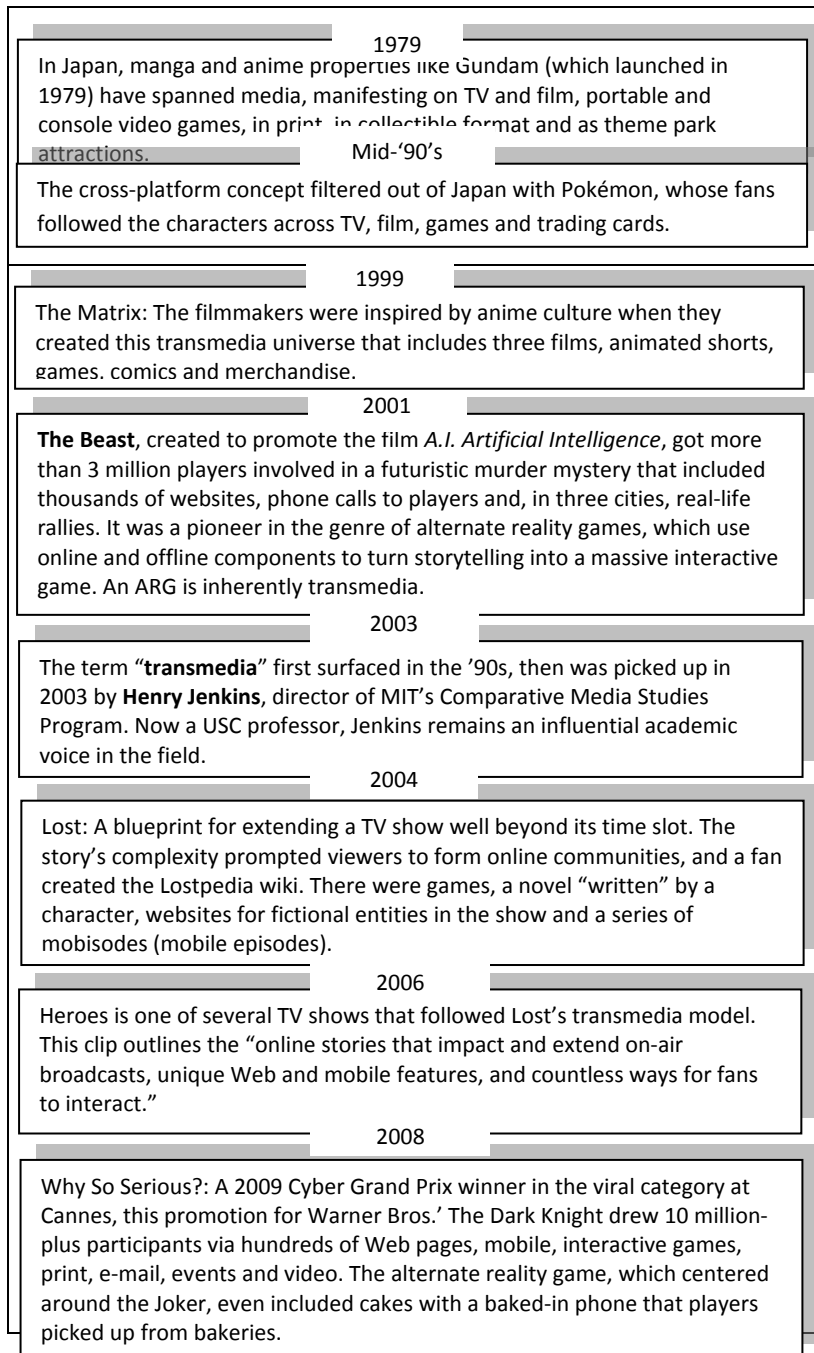 1979
In Japan, manga and anime properties like Gundam (which launched in
1979) have spanned media, manifesting on TV and film, portable and
console video games, in print, in collectible format and as theme park
attractions.
Mid-‘90’s
The cross-platform concept filtered out of Japan with Pokémon, whose fans
followed the characters across TV, film, games and trading cards.
1999
The Matrix: The filmmakers were inspired by anime culture when they
created this transmedia universe that includes three films, animated shorts,
games, comics and merchandise.
2001
The Beast, created to promote the film A.I. Artificial Intelligence, got more
than 3 million players involved in a futuristic murder mystery that included
thousands of websites, phone calls to players and, in three cities, real-life
rallies. It was a pioneer in the genre of alternate reality games, which use
online and offline components to turn storytelling into a massive interactive
game. An ARG is inherently transmedia.
2003
The term “transmedia” first surfaced in the ’90s, then was picked up in
2003 by Henry Jenkins, director of MIT’s Comparative Media Studies
Program. Now a USC professor, Jenkins remains an influential academic
voice in the field.
2004
Lost: A blueprint for extending a TV show well beyond its time slot. The
story’s complexity prompted viewers to form online communities, and a fan
created the Lostpedia wiki. There were games, a novel “written” by a
character, websites for fictional entities in the show and a series of
mobisodes (mobile episodes).
2006
Heroes is one of several TV shows that followed Lost’s transmedia model.
This clip outlines the “online stories that impact and extend on-air
broadcasts, unique Web and mobile features, and countless ways for fans
to interact.”
2008
Why So Serious?: A 2009 Cyber Grand Prix winner in the viral category at
Cannes, this promotion for Warner Bros.’ The Dark Knight drew 10 million-
plus participants via hundreds of Web pages, mobile, interactive games,
print, e-mail, events and video. The alternate reality game, which centered
around the Joker, even included cakes with a baked-in phone that players
picked up from bakeries.